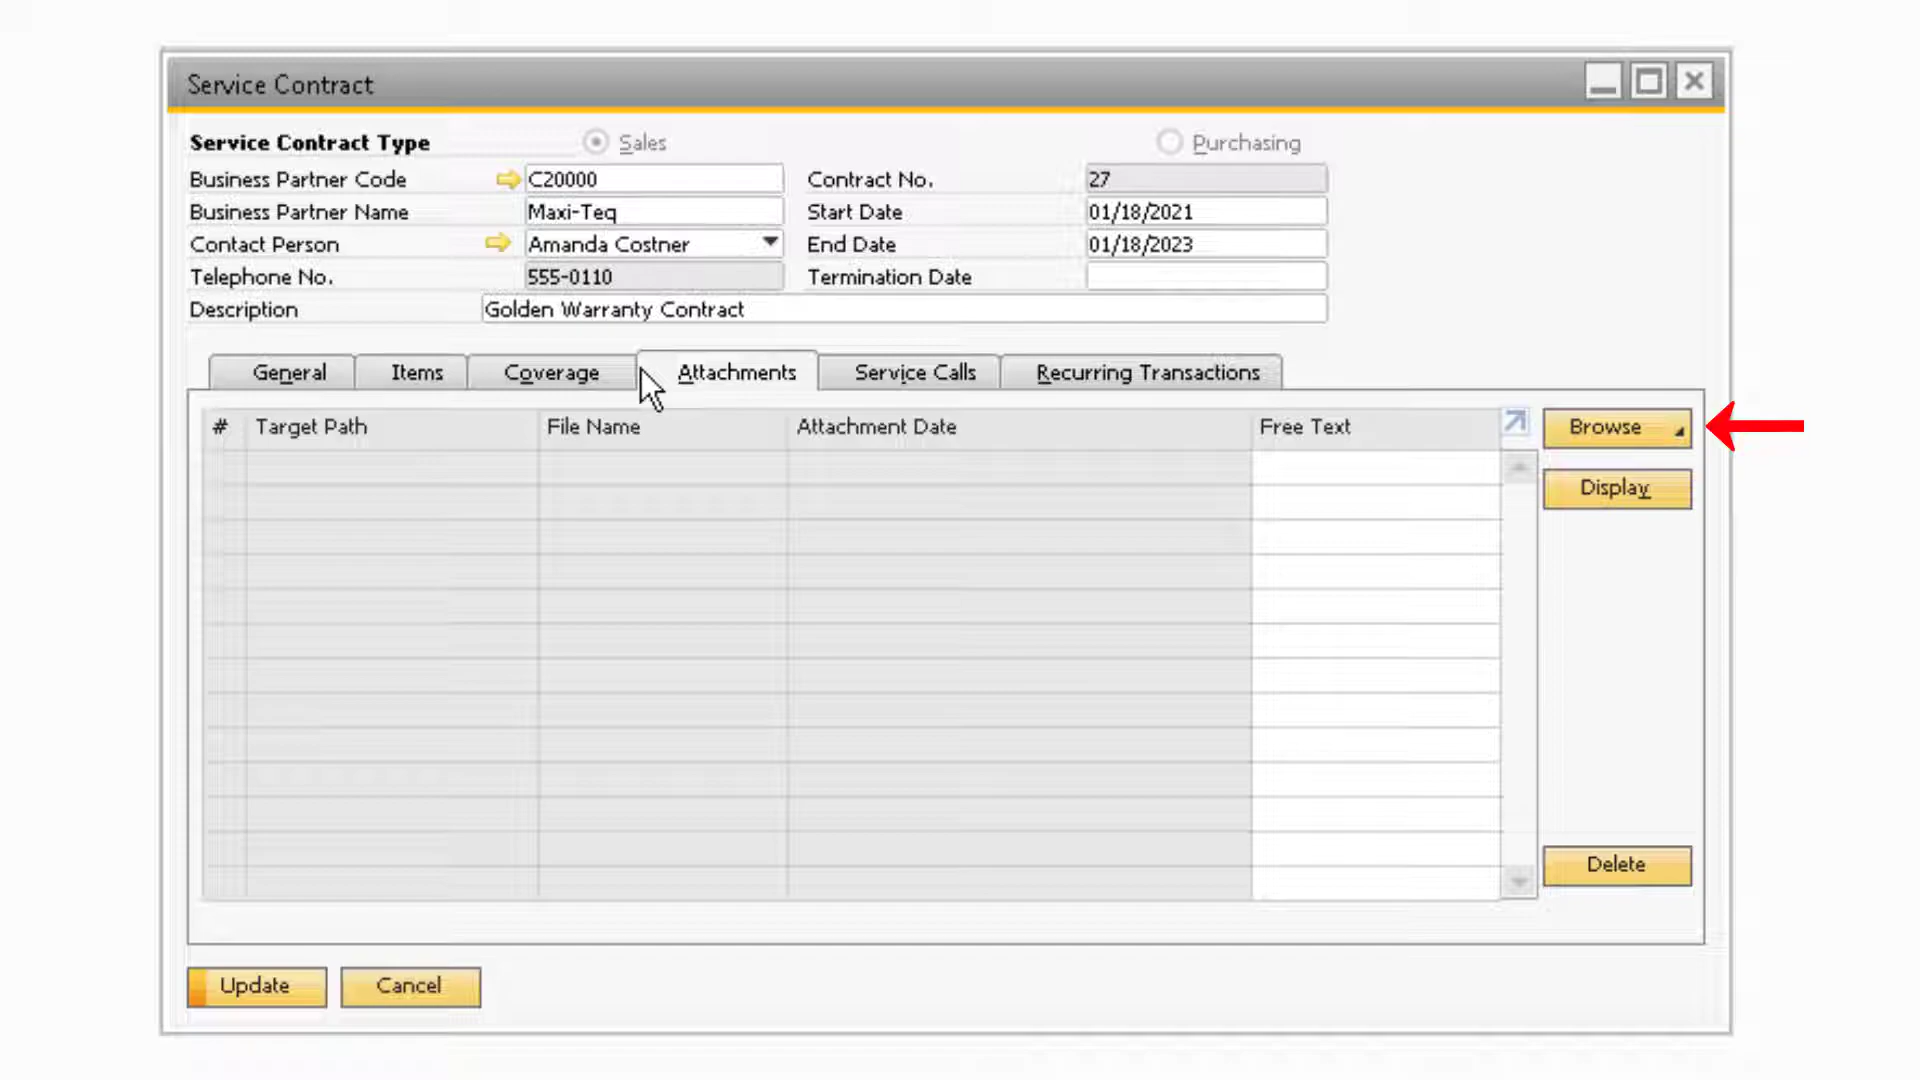 Service Contract
Service Contract Type Sales Purchasing
Business Partner Code C20000 Contract No. 27
Business Partner Name Maxi-Teq Start Date 01/18/2021
Contact Person Amanda Costner End Date 01/18/2023
Telephone No. 555-0110 Termination Date
Description Golden Warranty Contract
General Items Coverage Attachments Service Calls Recurring Transactions
# Target Path File Name Attachment Date Free Text Browse
Display
Delete
Update Cancel